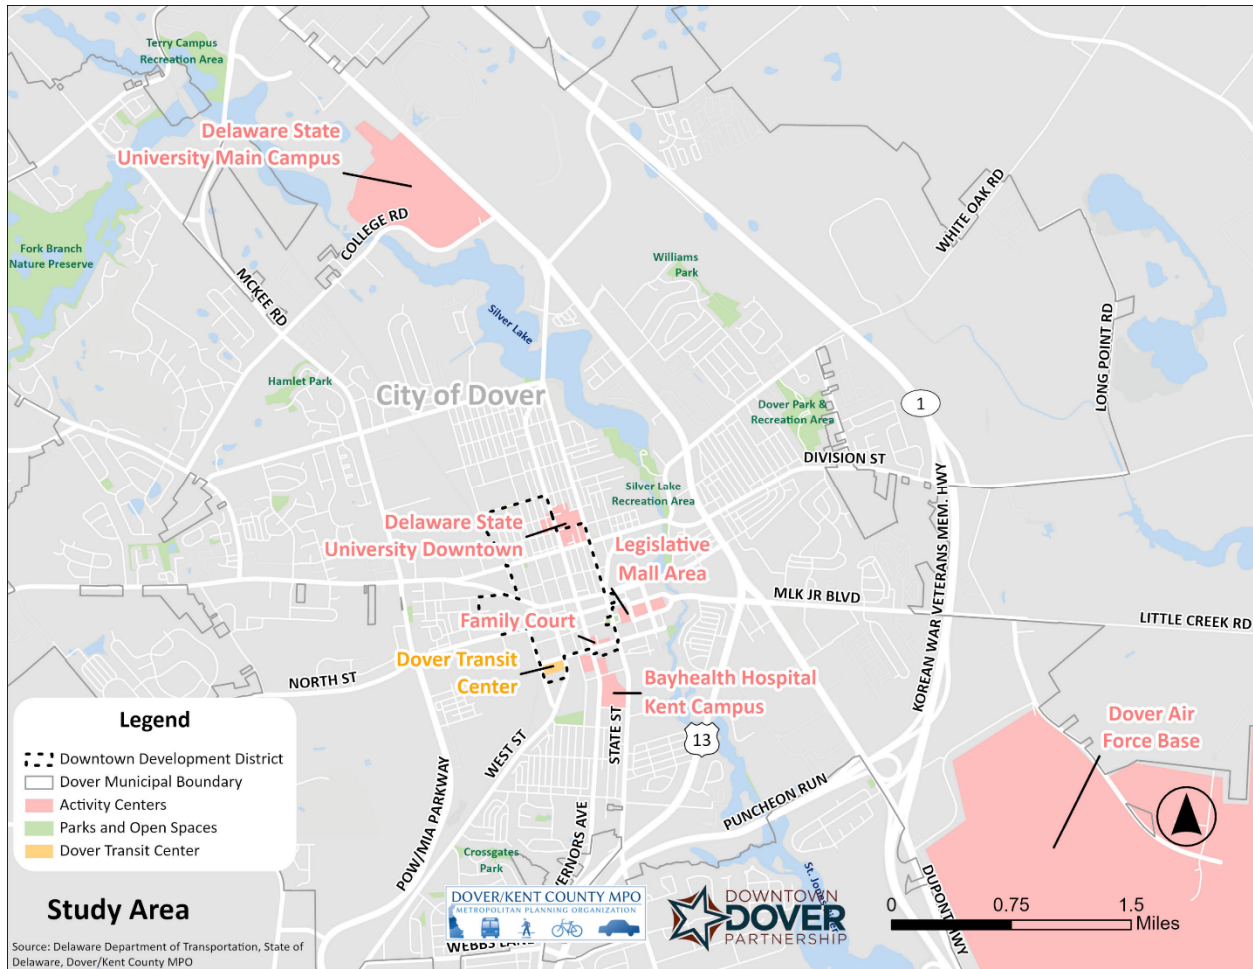 Terry Campus
Recreation Area
Delaware State
University Main Campus
COLLEGE RD
WHITE OAK RD
Fork Branch
Nature Preserve
MCKEE RD
Williams
Park
Silver Lake
LONG POINT RD
Hamlet Park
City of Dover
1
Dover Park &
Recreation Area
DIVISION ST
Silver Lake
Recreation Area
Delaware State
University Downtown
Legislative
Mall Area
KOREAN WAR VETERANS MEM. HWY
MLK JR BLVD
LITTLE CREEK RD
Family Court
Dover Transit
Center
NORTH ST
Bayhealth Hospital
Kent Campus
STATE ST
13
Dover Air
Force Base
WEST ST
PUNCHEON RUN
POW/MIA PARKWAY
Legend
Downtown Development District
Dover Municipal Boundary
Activity Centers
Parks and Open Spaces
Dover Transit Center
Crossgates
Park
VERNORS AVE
St. Jones
DUPONT HWY
DOVER/KENT COUNTY MPO
METROPOLITAN PLANNING ORGANIZATION
DOWNTOWN
DOVER
PARTNERSHIP
0 0.75 1.5
Miles
WEBBS
Study Area
Source: Delaware Department of Transportation, State of
Delaware, Dover/Kent County MPO